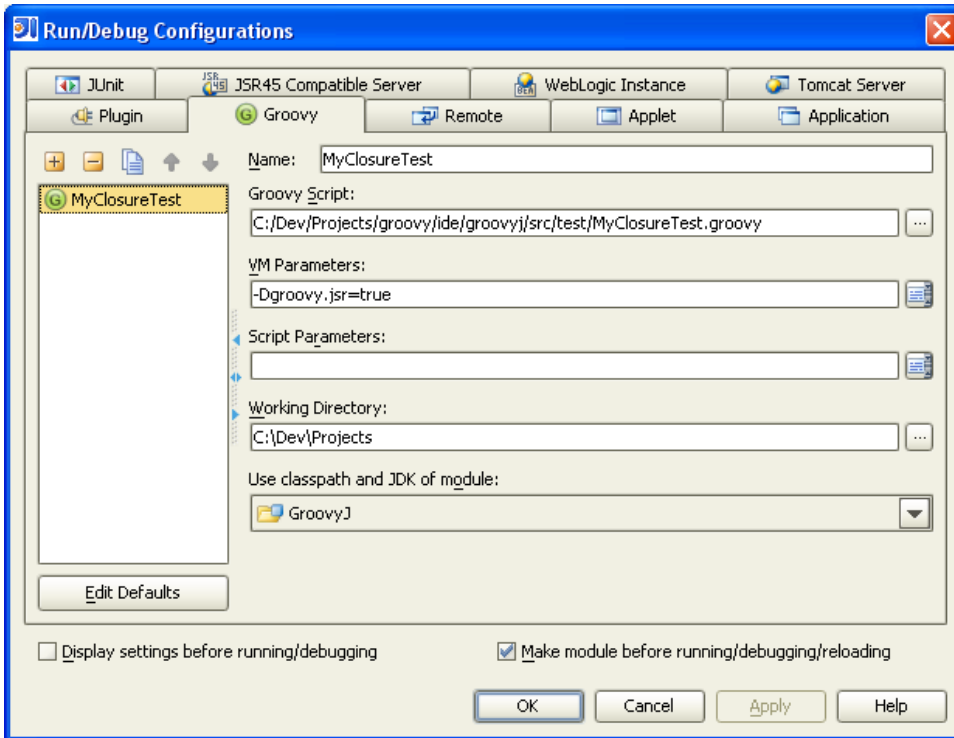 Run/Debug Configurations
JUnit
JSR45 Compatible Server
WebLogic Instance
Tomcat Server
Plugin
Groovy
Remote
Applet
Application
Name: MyClosureTest
MyClosureTest
Groovy Script:
C:/Dev/Projects/groovy/ide/groovyj/src/test/MyClosureTest.groovy
VM Parameters:
-Dgroovy.jsr=true
Script Parameters:
Working Directory:
C:\Dev\Projects
Use classpath and JDK of module:
GroovyJ
Edit Defaults
Display settings before running/debugging
Make module before running/debugging/reloading
OK
Cancel
Apply
Help